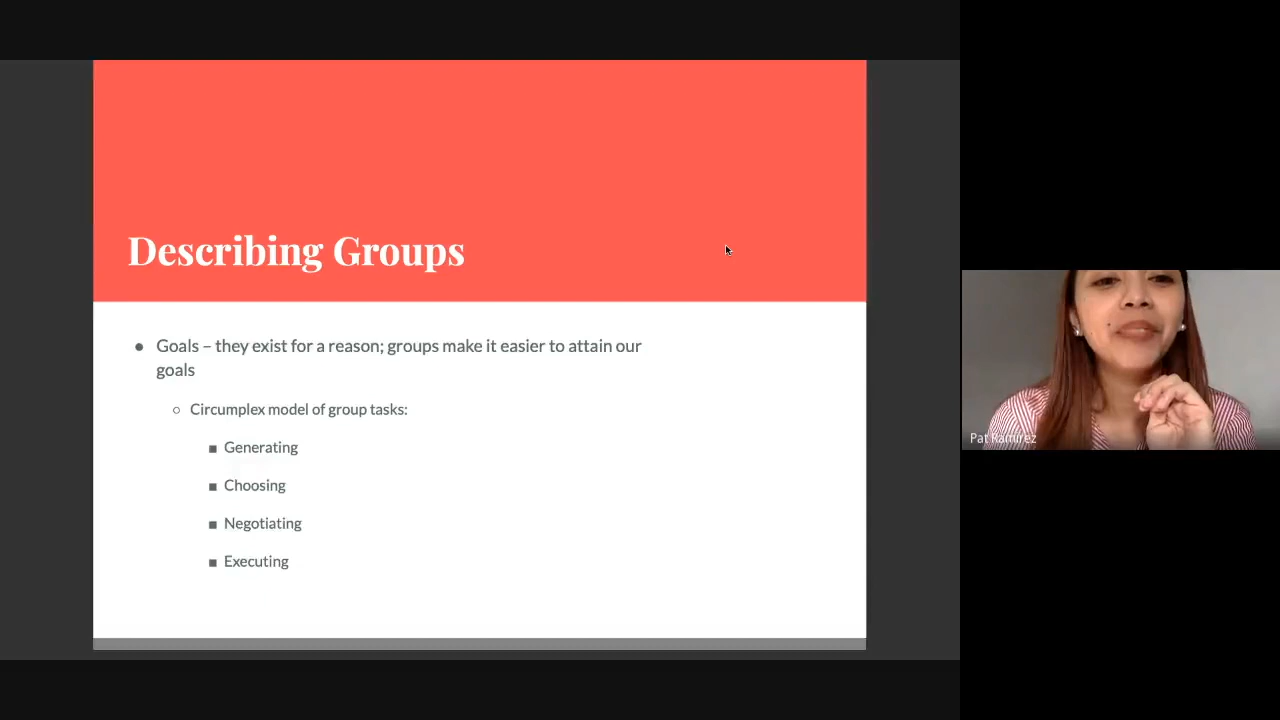 Describing Groups
● Goals – they exist for a reason; groups make it easier to attain our
goals
○ Circumplex model of group tasks:
■ Generating
■ Choosing
■ Negotiating
■ Executing
Pat Ramirez